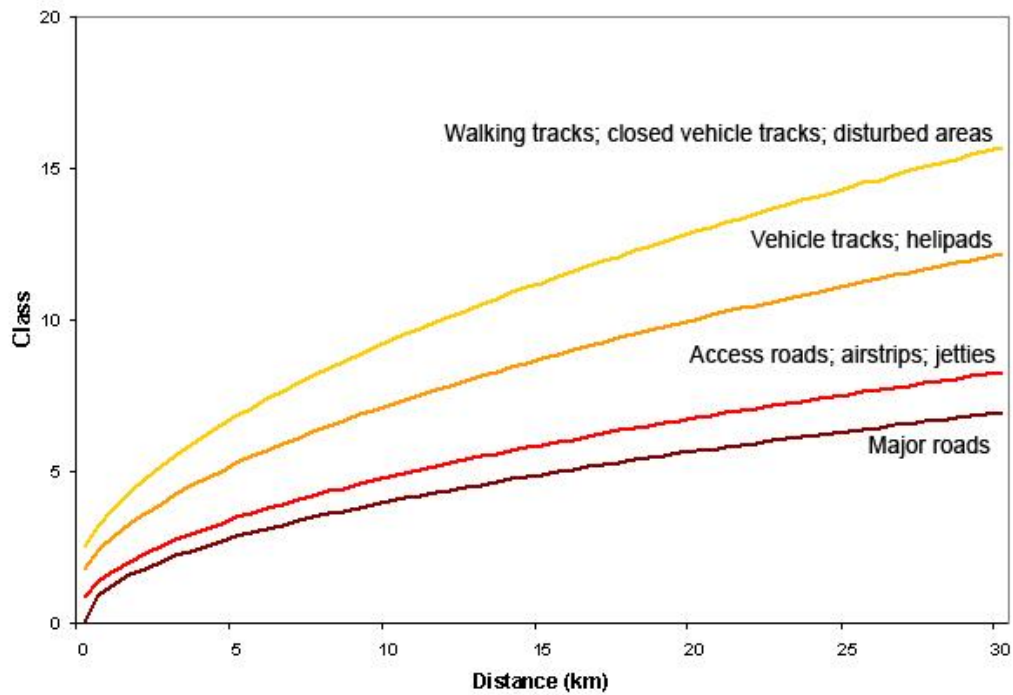 20
Walking tracks; closed vehicle tracks; disturbed areas
15
Vehicle tracks; helipads
Class
10
Access roads; airstrips; jetties
5
Major roads
0
0 5 10 15 20 25 30
Distance (km)